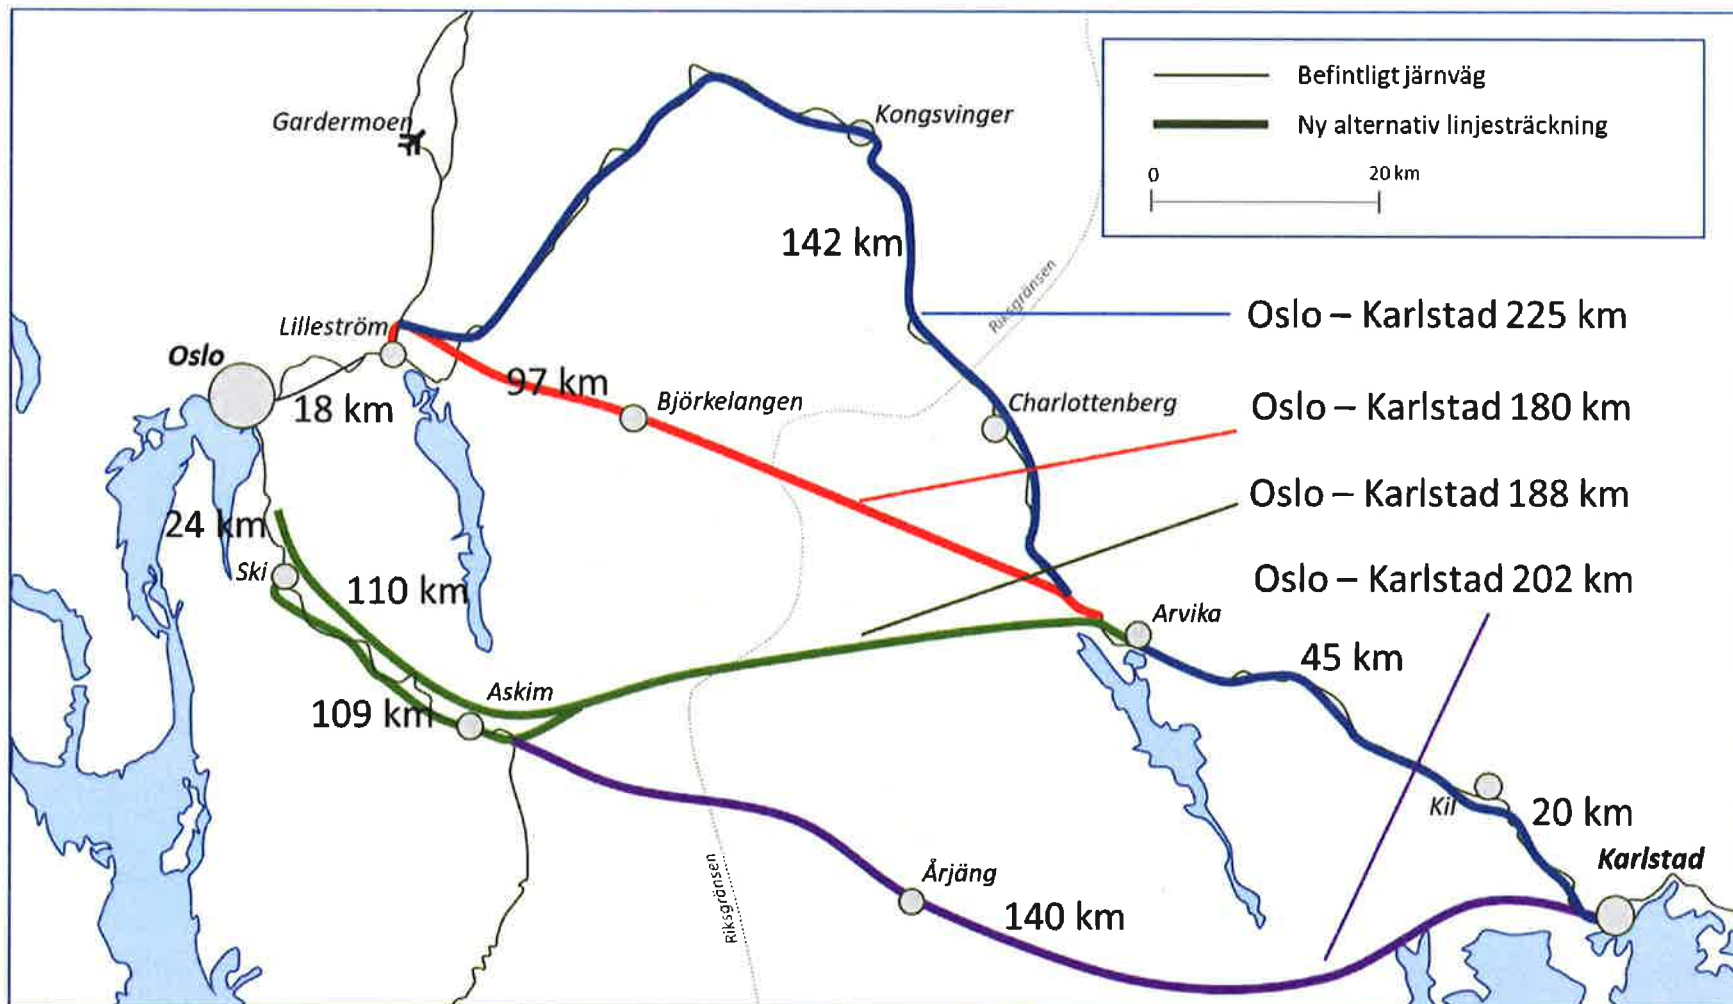 Befintligt järnväg
Ny alternativ linjesträckning
0
20 km
Gardermoen
Kongsvinger
142 km
Riksgränsen
Lilleström
Oslo
18 km
97 km
Björkelangen
Charlottenberg
Oslo – Karlstad 225 km
Oslo – Karlstad 180 km
Oslo – Karlstad 188 km
Oslo – Karlstad 202 km
24 km
Ski
110 km
Askim
109 km
Arvika
45 km
Kil
20 km
Karlstad
Årjäng
140 km
Riksgränsen